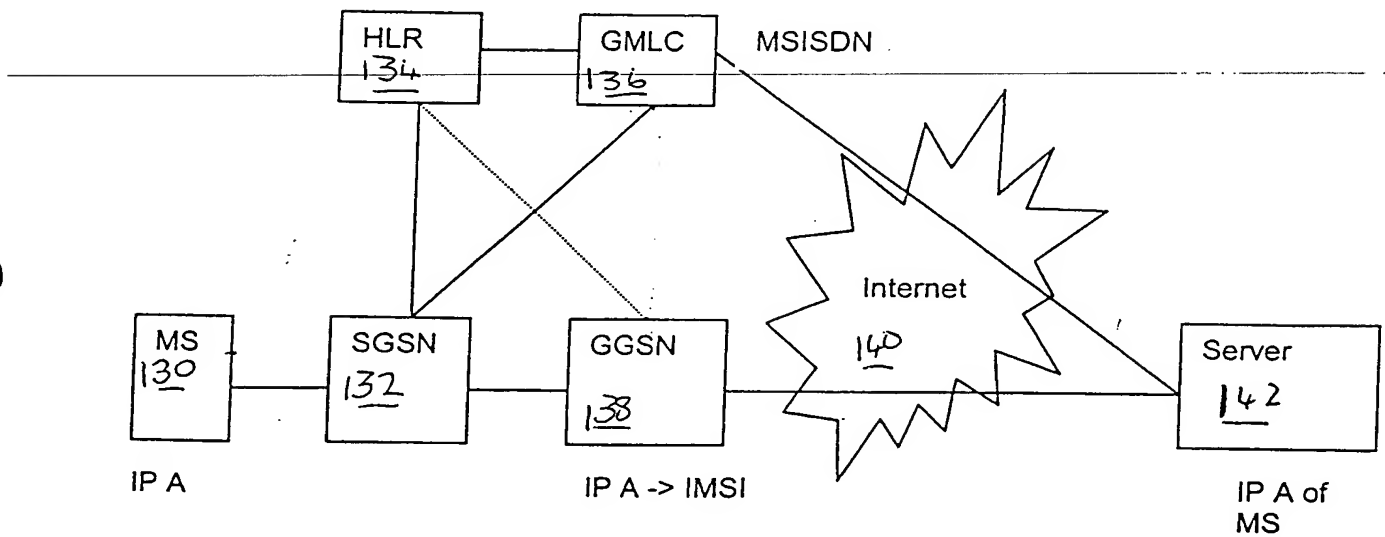 HLR
134
GMLC
136
MSISDN
Internet
140
MS
130
SGSN
132
GGSN
138
Server
142
IP A
IP A -> IMSI
IP A of
MS